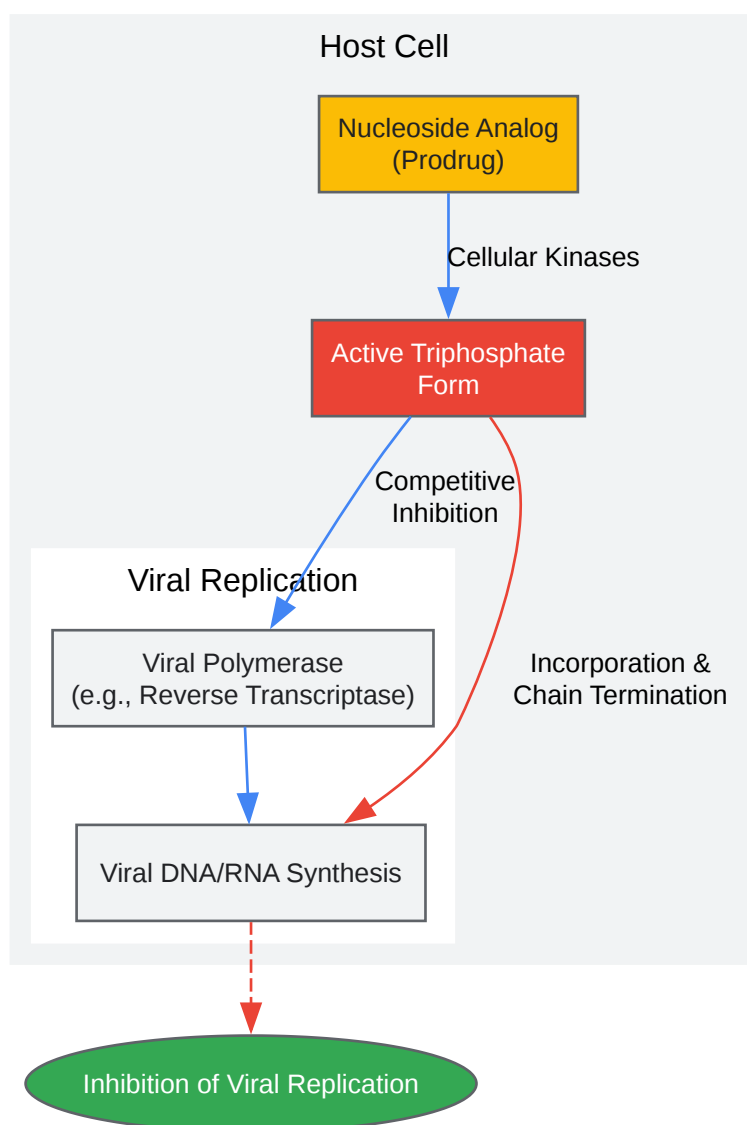 Host Cell
Nucleoside Analog
(Prodrug)
Cellular Kinases
Active Triphosphate
Form
Competitive
Inhibition
Viral Replication
Viral Polymerase
(e.g., Reverse Transcriptase)
Incorporation &
Chain Termination
Viral DNA/RNA Synthesis
Inhibition of Viral Replication